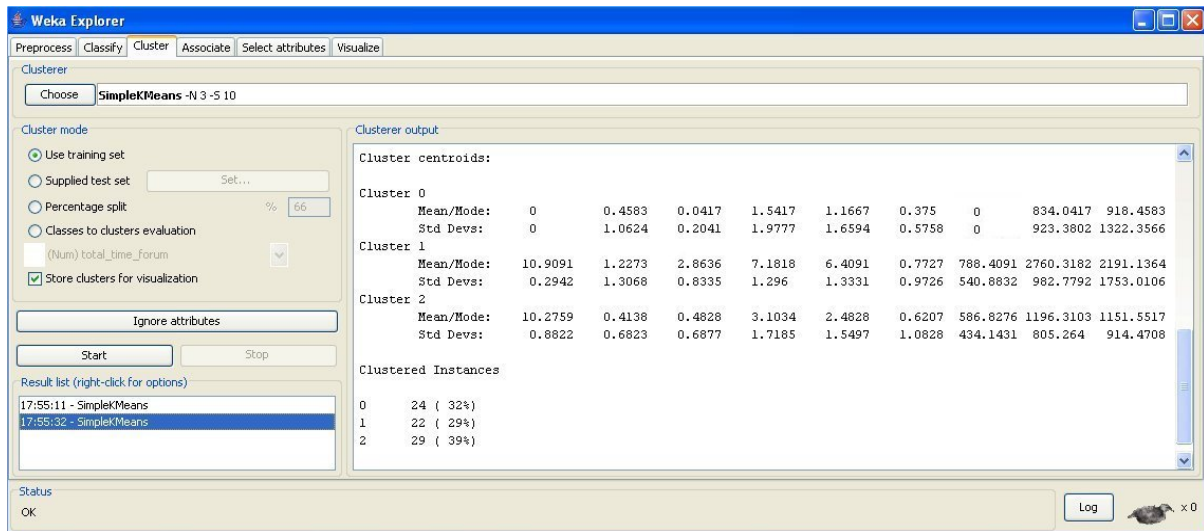 Weka Explorer
Preprocess Classify Cluster Associate Select attributes Visualize
Clusterer
Choose SimpleKMeans -N 3 -S 10
Cluster mode
Use training set
Supplied test set Set...
Percentage split % 66
Classes to clusters evaluation
(Num) total_time_forum
Store clusters for visualization
Ignore attributes
Start Stop
Result list (right-click for options)
17:55:11 - SimpleKMeans
17:55:32 - SimpleKMeans
Clusterer output
Cluster centroids:
Cluster 0
Mean/Mode: 0 0.4583 0.0417 1.5417 1.1667 0.375 0 834.0417 918.4583
Std Devs: 0 1.0624 0.2041 1.9777 1.6594 0.5758 0 923.3802 1322.3566
Cluster 1
Mean/Mode: 10.9091 1.2273 2.8636 7.1818 6.4091 0.7727 788.4091 2760.3182 2191.1364
Std Devs: 0.2942 1.3068 0.8335 1.296 1.3331 0.9726 540.8832 982.7792 1753.0106
Cluster 2
Mean/Mode: 10.2759 0.4138 0.4828 3.1034 2.4828 0.6207 586.8276 1196.3103 1151.5517
Std Devs: 0.8822 0.6823 0.6877 1.7185 1.5497 1.0828 434.1431 805.264 914.4708
Clustered Instances
0 24 ( 32%)
1 22 ( 29%)
2 29 ( 39%)
Status
OK
Log x 0